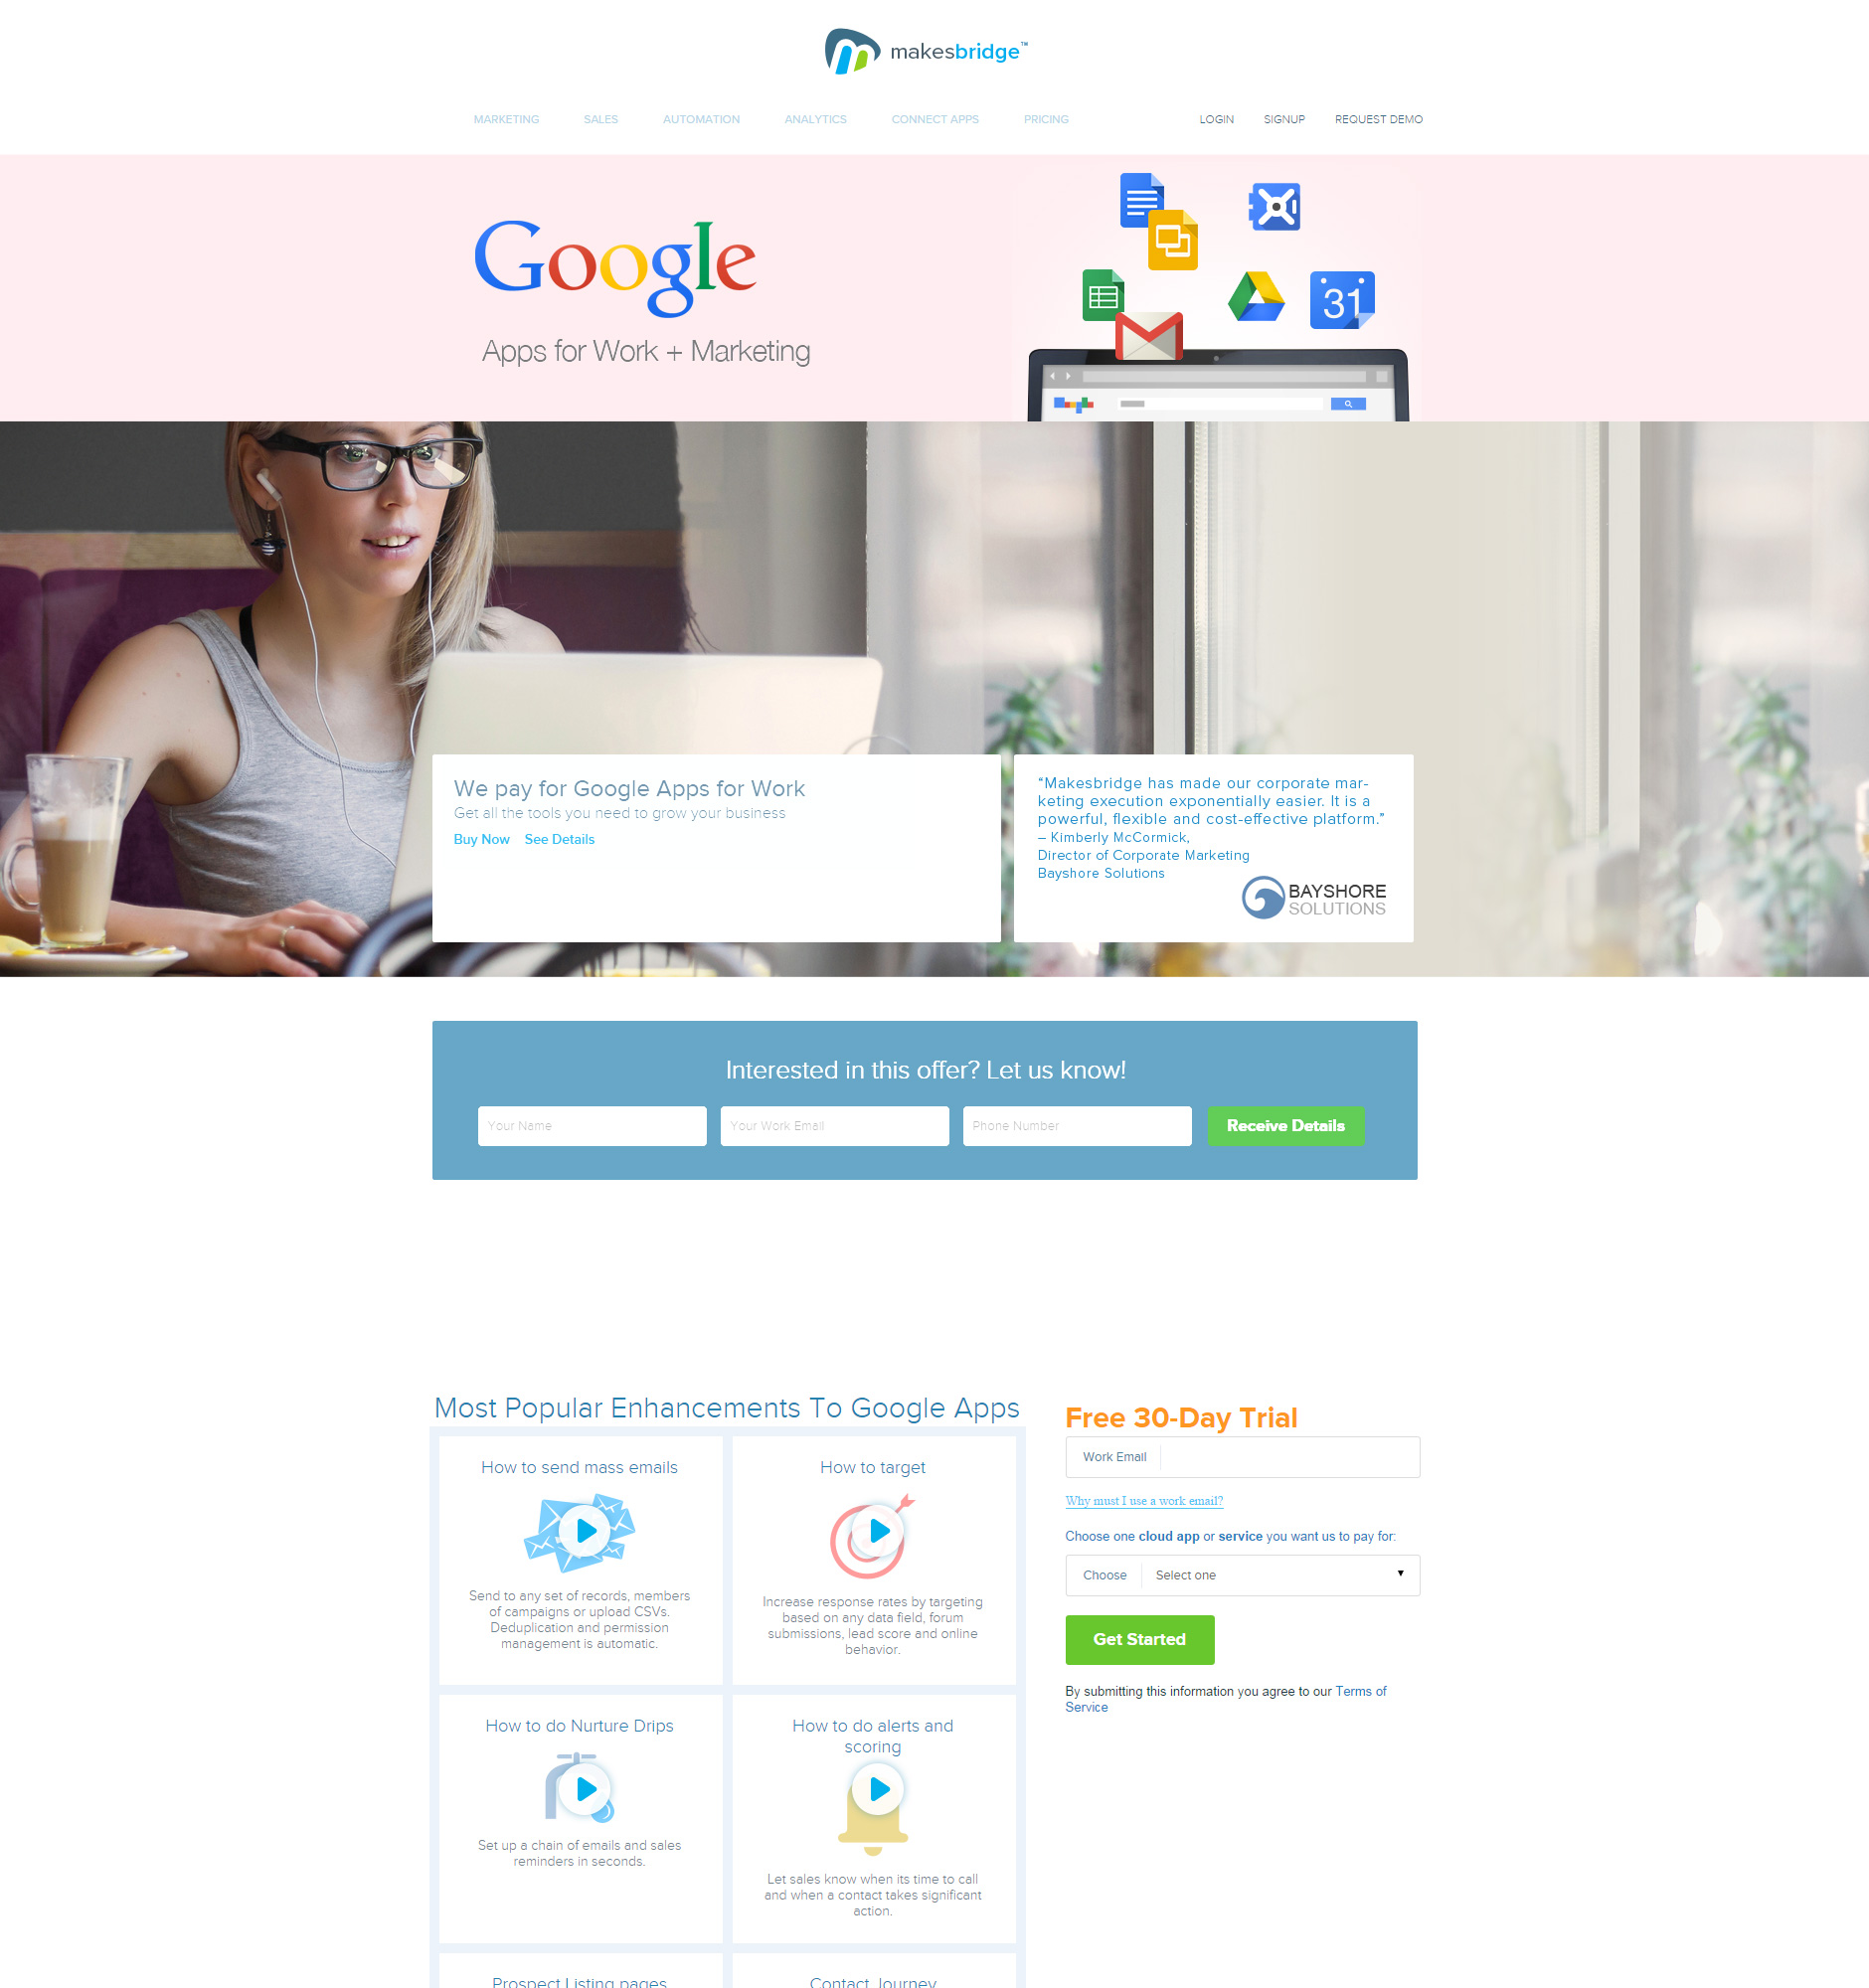 makesbridge™
MARKETING SALES AUTOMATION ANALYTICS CONNECT APPS PRICING LOGIN SIGNUP REQUEST DEMO
Google
Apps for Work + Marketing
31
We pay for Google Apps for Work
Get all the tools you need to grow your business
Buy Now See Details
“Makesbridge has made our corporate mar-
keting execution exponentially easier. It is a
powerful, flexible and cost-effective platform.”
– Kimberly McCormick,
Director of Corporate Marketing
Bayshore Solutions
BAYSHORE
SOLUTIONS
Interested in this offer? Let us know!
Your Name Your Work Email Phone Number Receive Details
Most Popular Enhancements To Google Apps
How to send mass emails
Send to any set of records, members
of campaigns or upload CSVs.
Deduplication and permission
management is automatic.
How to target
Increase response rates by targeting
based on any data field, forum
submissions, lead score and online
behavior.
How to do Nurture Drips
Set up a chain of emails and sales
reminders in seconds.
How to do alerts and
scoring
Let sales know when its time to call
and when a contact takes significant
action.
Prospect Listing pages
Contact Journey
Free 30-Day Trial
Work Email
Why must I use a work email?
Choose one cloud app or service you want us to pay for:
Choose Select one
Get Started
By submitting this information you agree to our Terms of
Service